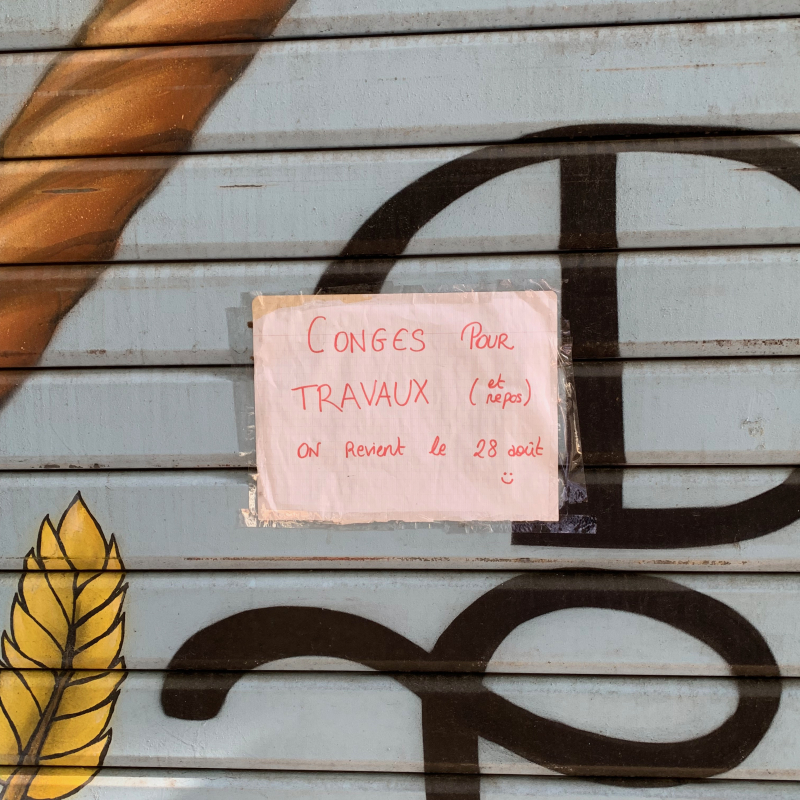 CONGES POUR
TRAVAUX (et repos)
ON Revient le 28 août